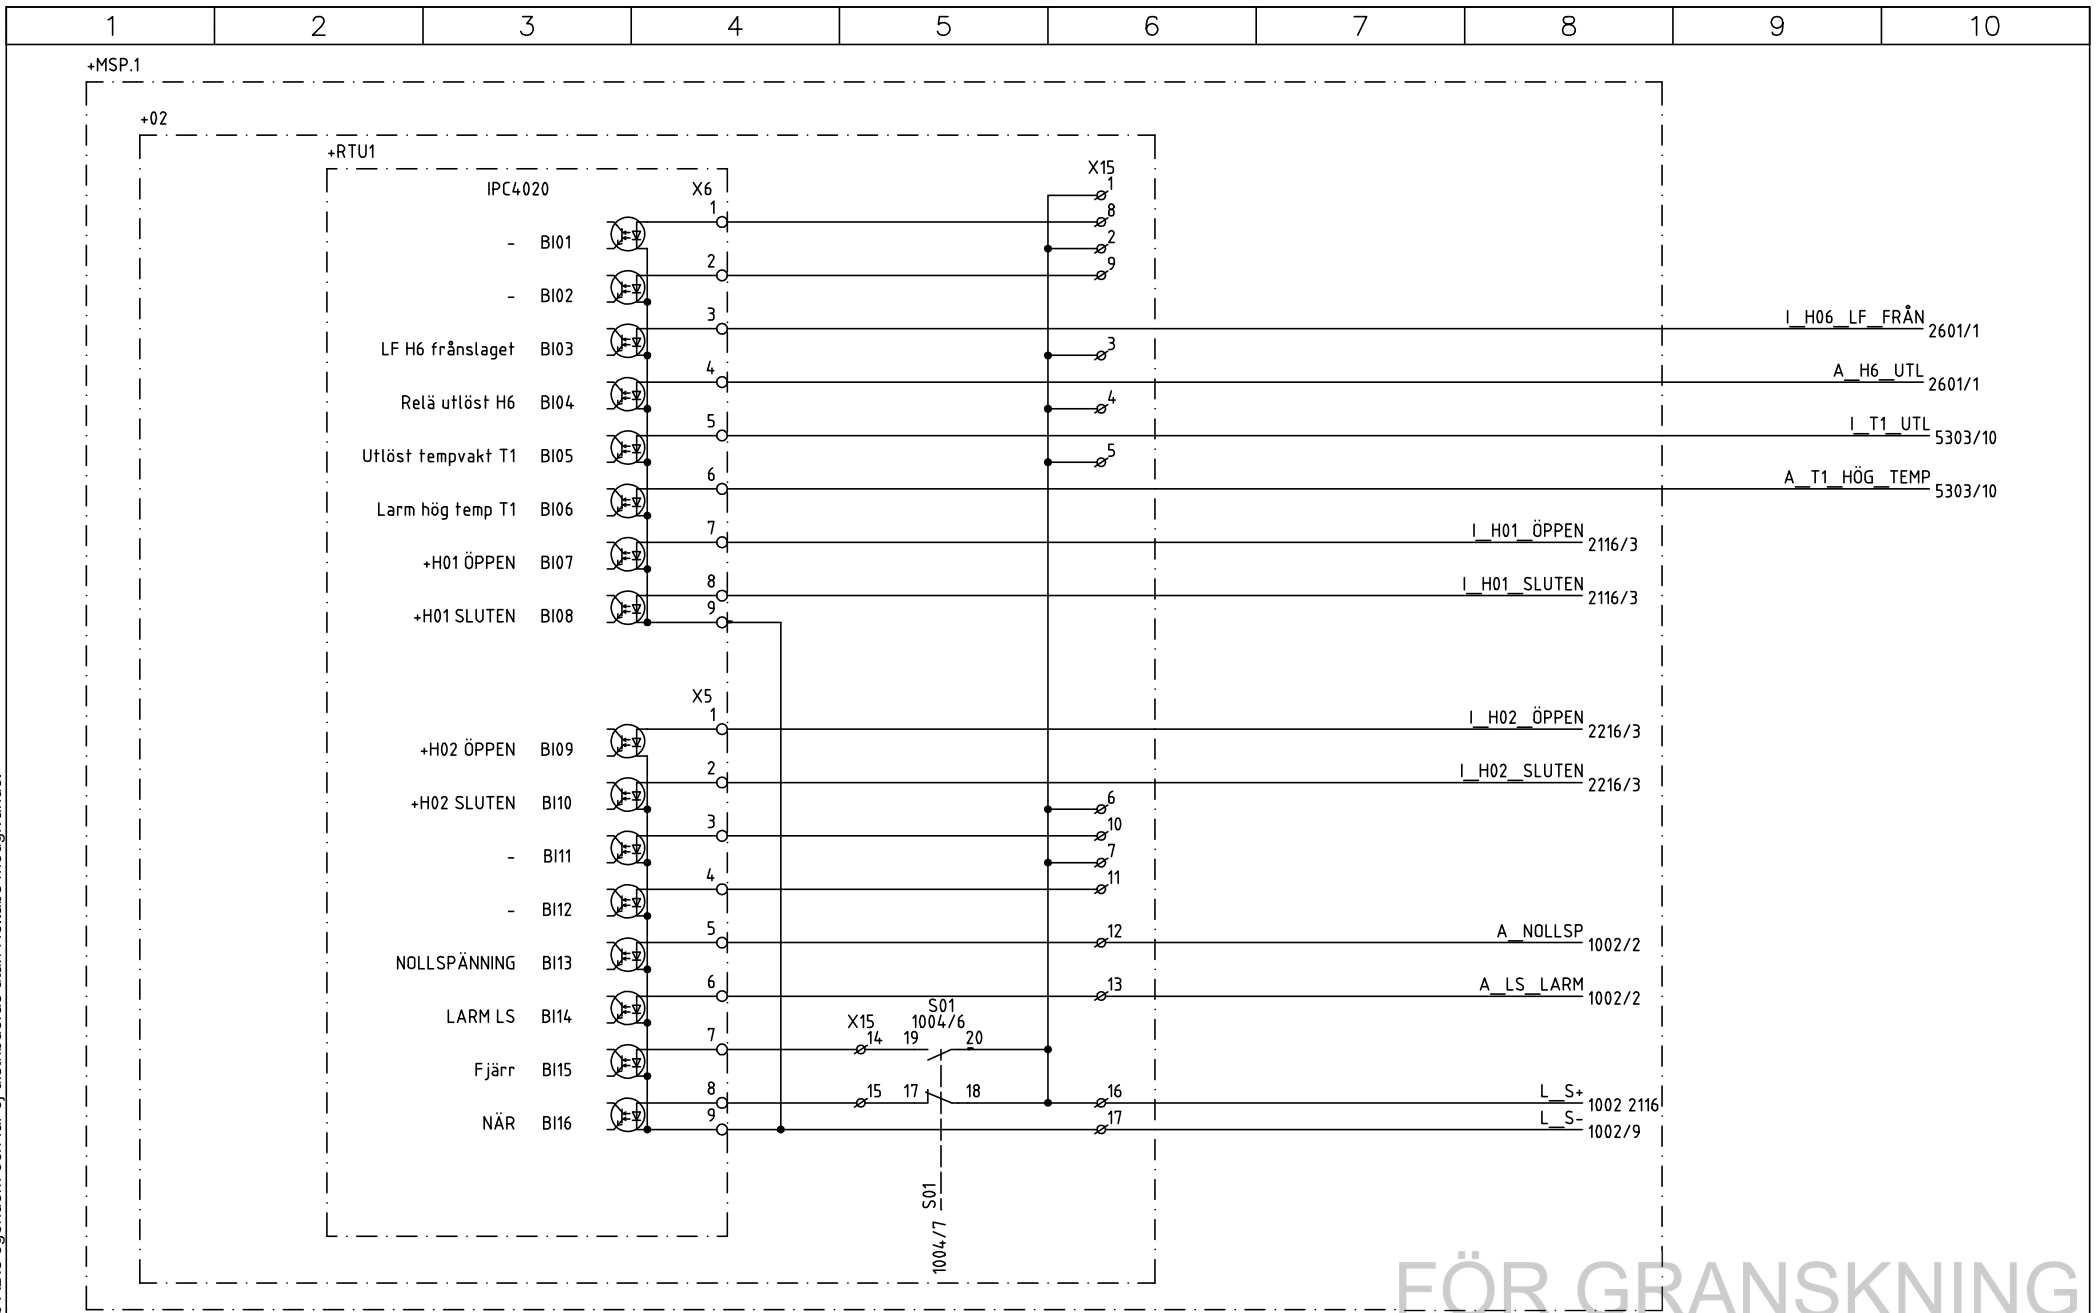 1 2 3 4 5 6 7 8 9 10
+MSP.1
+02
+RTU1
IPC4020 X6 X15
1
1 8
- BI01 2
2 9
- BI02
3 I_H06_LF_FRÅN 2601/1
LF H6 frånslaget BI03 3
4 A_H6_UTL 2601/1
Relä utlöst H6 BI04 4
5 I_T1_UTL 5303/10
Utlöst tempvakt T1 BI05 5
6 A_T1_HÖG_TEMP 5303/10
Larm hög temp T1 BI06
7 I_H01_ÖPPEN 2116/3
+H01 ÖPPEN BI07
8 I_H01_SLUTEN 2116/3
+H01 SLUTEN BI08 9
X5
1 I_H02_ÖPPEN 2216/3
+H02 ÖPPEN BI09
2 I_H02_SLUTEN 2216/3
+H02 SLUTEN BI10 6
3 10
- BI11 7
4 11
- BI12
5 12 A_NOLLSP 1002/2
NOLLSPÄNNING BI13
6 13 A_LS_LARM 1002/2
LARM LS BI14
S01
X15 1004/6
7 14 19 20
Fjärr BI15
8 15 17 18 16 L_S+ 1002 2116
NÄR BI16 9 17 L_S- 1002/9
1004/7 S01
FÖR GRANSKNING